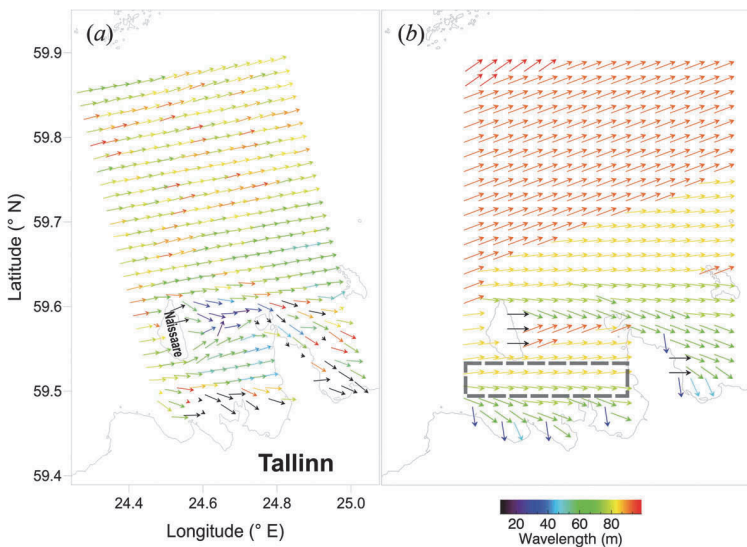 (a)
(b)
59.9
59.8
59.7
59.6
59.5
59.4
Latitude (° N)
Naissaare
Tallinn
24.4 24.6 24.8 25.0
Longitude (° E)
20 40 60 80
Wavelength (m)